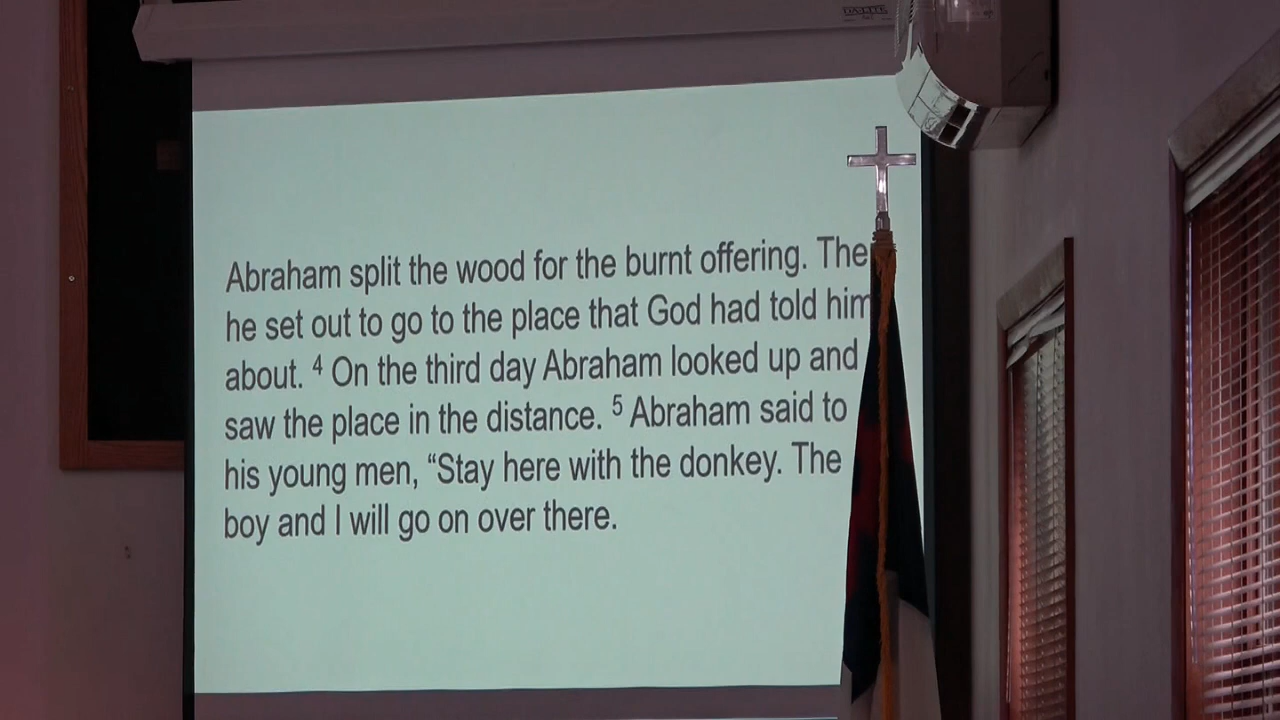 DA-LITE
Abraham split the wood for the burnt offering. The
he set out to go to the place that God had told him
about. 4 On the third day Abraham looked up and
saw the place in the distance. 5 Abraham said to
his young men, “Stay here with the donkey. The
boy and I will go on over there.